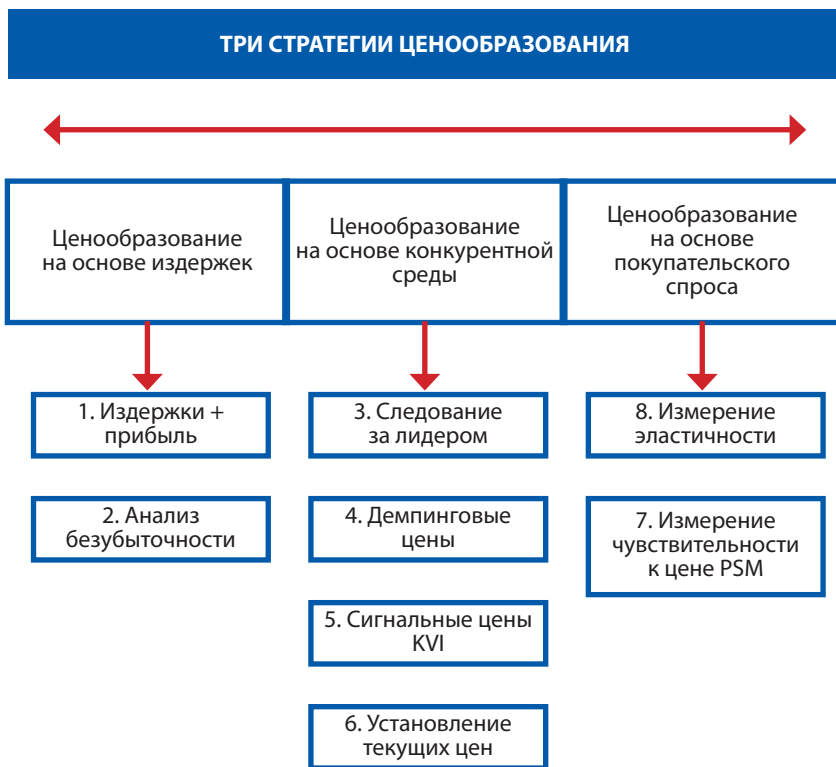 ТРИ СТРАТЕГИИ ЦЕНООБРАЗОВАНИЯ
Ценообразование
на основе издержек
Ценообразование
на основе конкурентной
среды
Ценообразование
на основе
покупательского
спроса
1. Издержки +
прибыль
2. Анализ
безубыточности
3. Следование
за лидером
4. Демпинговые
цены
5. Сигнальные цены
KVI
6. Установление
текущих цен
8. Измерение
эластичности
7. Измерение
чувствительности
к цене PSM